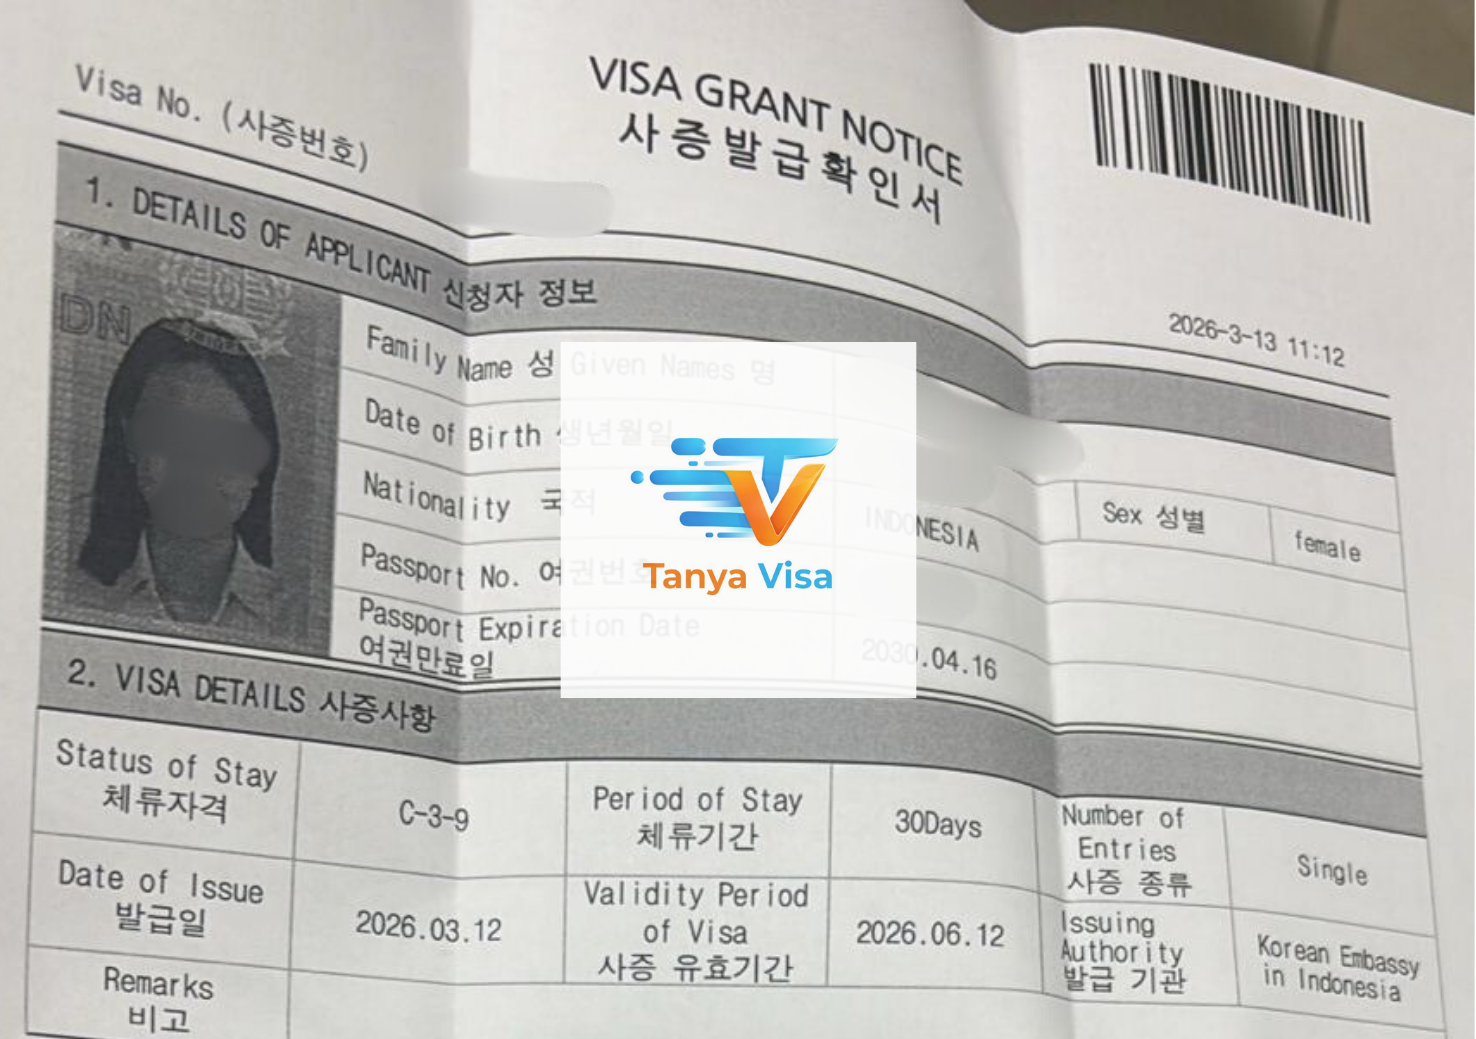 VISA GRANT NOTICE
사증발급확인서
Visa No. (사증번호)
2026-3-13 11:12
1. DETAILS OF APPLICANT 신청자 정보
DN
Family Name 성 Given Names 명
Date of Birth 생년월일
Sex 성별 female
Nationality 국적 INDONESIA
Passport No. 여권번호
Passport Expiration Date
여권만료일
2030.04.16
Tanya Visa
2. VISA DETAILS 사증사항
Status of Stay
체류자격
C-3-9
Period of Stay
체류기간
30Days
Number of
Entries
사증 종류
Single
Date of Issue
발급일
2026.03.12
Validity Period
of Visa
사증 유효기간
2026.06.12
Issuing
Authority
발급 기관
Korean Embassy
in Indonesia
Remarks
비고